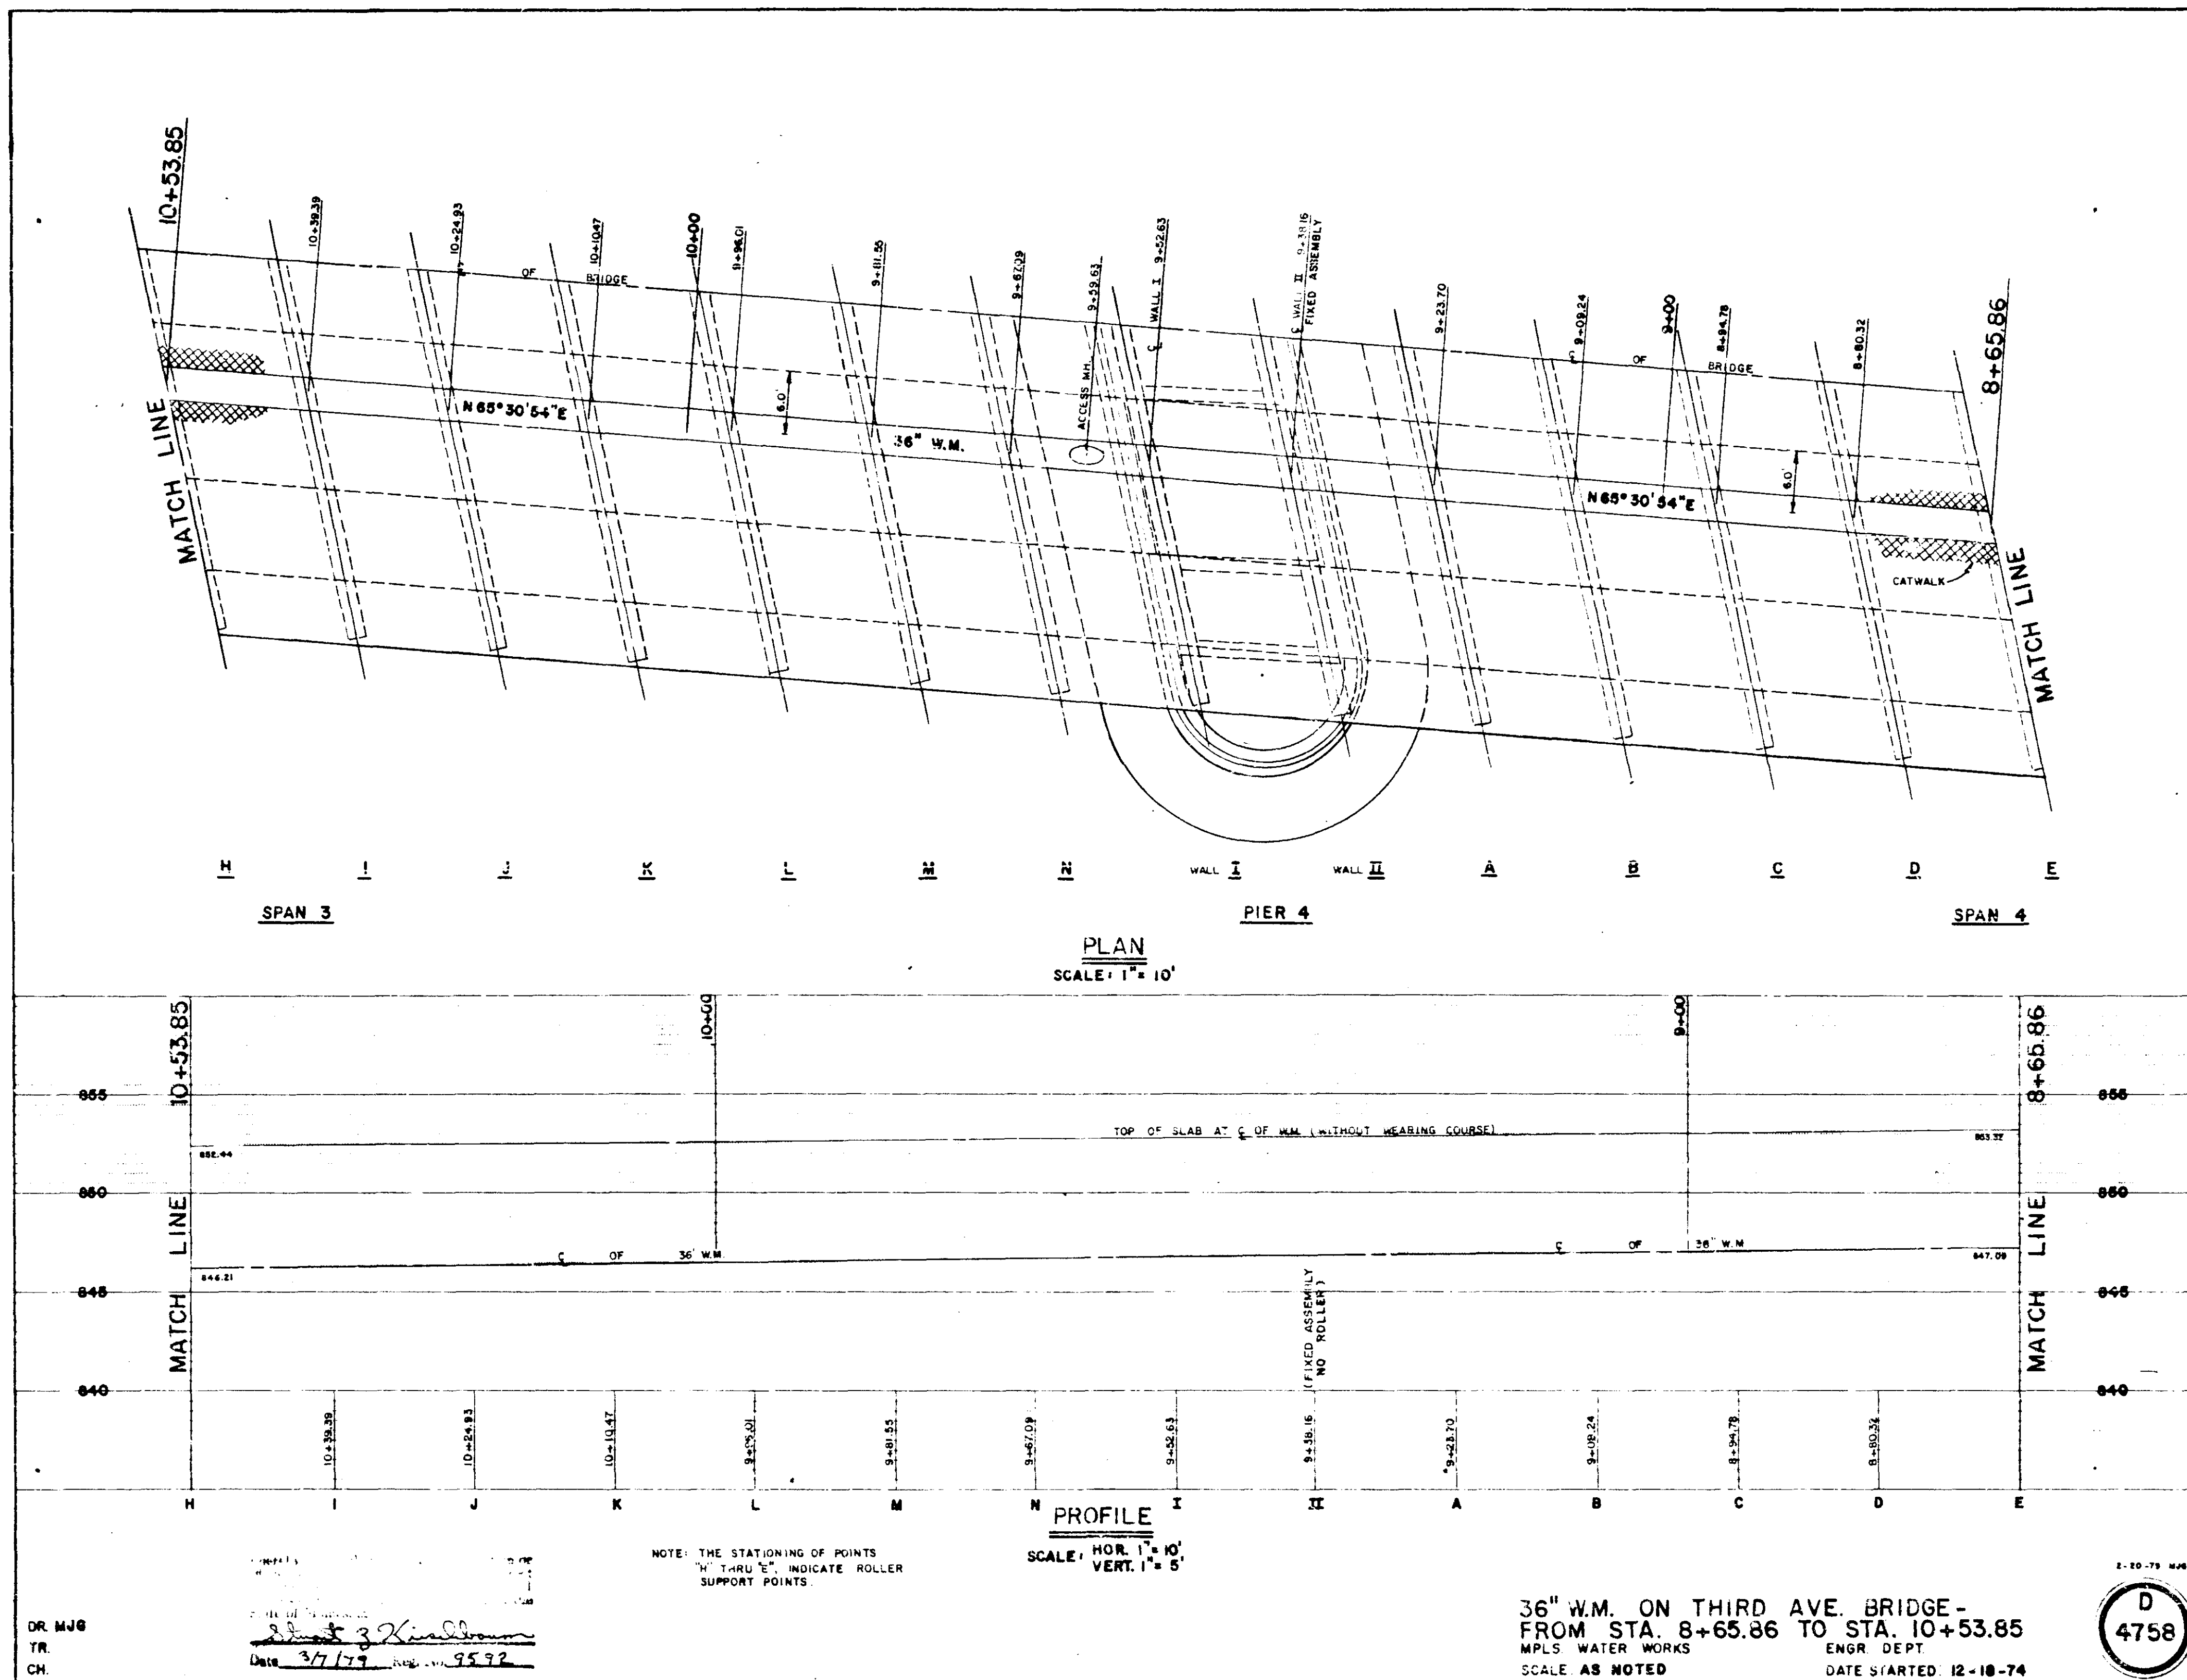 10+53.85
10+39.39
10+24.93
10+10.47
10+00
9+96.01
9+81.55
9+67.09
9+59.63
ACCESS MH.
℄ WALL I 9+52.63
℄ WALL II 9+38.16
FIXED ASSEMBLY
9+23.70
9+09.24
9+00
8+94.78
8+80.32
8+65.86
OF BRIDGE
OF BRIDGE
MATCH LINE
N 65° 30' 54" E
6.0'
36" W.M.
N 65° 30' 54" E
6.0'
CATWALK
MATCH LINE
H I J K L M N WALL I WALL II A B C D E
SPAN 3 PIER 4 SPAN 4
PLAN
SCALE: 1" = 10'
MATCH LINE 10+53.85
10+00
9+00
MATCH LINE 8+65.86
855 855
TOP OF SLAB AT ℄ OF W.M. (WITHOUT WEARING COURSE)
852.44 853.32
850 850
℄ OF 36" W.M.
℄ OF 36" W.M.
846.21 847.09
845 845
(FIXED ASSEMBLY
NO ROLLER)
840 840
10+39.39 10+24.93 10+10.47 9+96.01 9+81.55 9+67.09 9+52.63 9+38.16 9+23.70 9+09.24 8+94.78 8+80.32
H I J K L M N I II A B C D E
PROFILE
SCALE: HOR. 1" = 10'
VERT. 1" = 5'
NOTE: THE STATIONING OF POINTS
"H" THRU "E", INDICATE ROLLER
SUPPORT POINTS.
Date 3/7/79 Reg. No. 9592
DR. MJG
TR.
CH.
2-20-79 MJG
D
4758
36" W.M. ON THIRD AVE. BRIDGE-
FROM STA. 8+65.86 TO STA. 10+53.85
MPLS. WATER WORKS ENGR. DEPT.
SCALE: AS NOTED DATE STARTED: 12-18-74